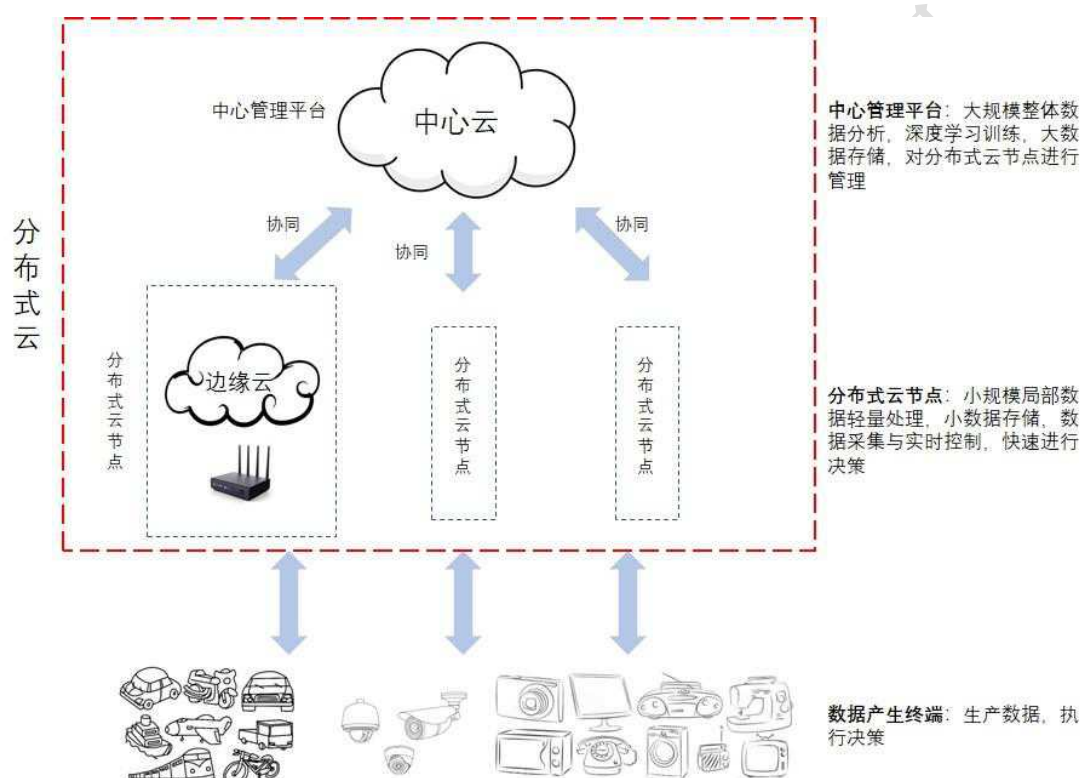 中心管理平台
中心云
中心管理平台：大规模整体数
据分析，深度学习训练，大数
据存储，对分布式云节点进行
管理
协同
协同
协同
分布式云
分布式云节点
边缘云
分布式云节点
分布式云节点
分布式云节点：小规模局部数
据轻量处理，小数据存储，数
据采集与实时控制，快速进行
决策
数据产生终端：生产数据，执
行决策